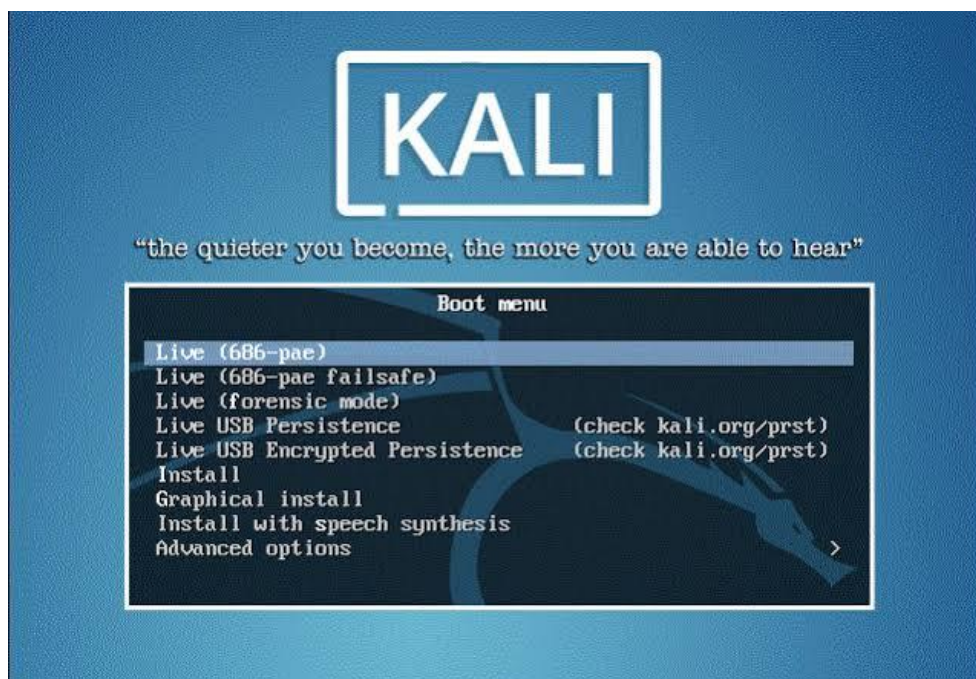 KALI
“the quieter you become, the more you are able to hear”
Boot menu
Live (686-pae)
Live (686-pae failsafe)
Live (forensic mode)
Live USB Persistence (check kali.org/prst)
Live USB Encrypted Persistence (check kali.org/prst)
Install
Graphical install
Install with speech synthesis
Advanced options >